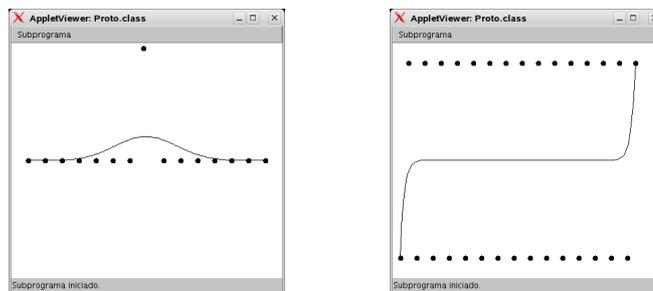 AppletViewer: Proto.class
Subprograma
Subprograma iniciado.
AppletViewer: Proto.class
Subprograma
Subprograma iniciado.